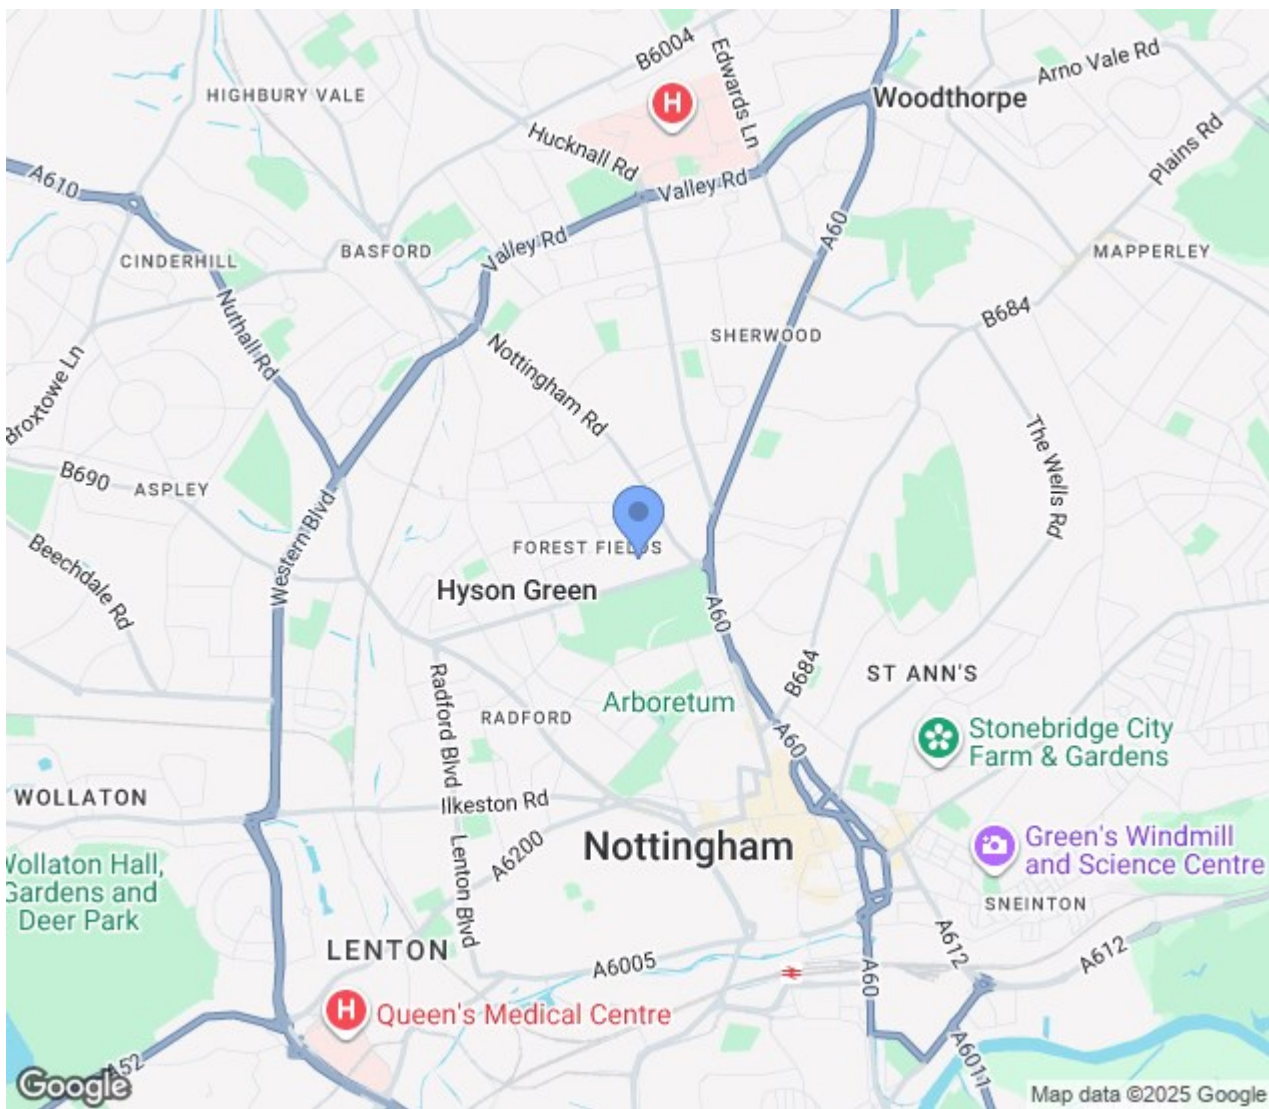 B6004
Edwards Ln
Arno Vale Rd
HIGHBURY VALE
Woodthorpe
Hucknall Rd
Plains Rd
A610
Valley Rd
A60
Valley Rd
BASFORD
CINDERHILL
MAPPERLEY
Nuthall Rd
B684
SHERWOOD
Nottingham Rd
Broxtowe Ln
The Wells Rd
B690
ASPLEY
Western Blvd
FOREST FIELDS
Beechdale Rd
Hyson Green
A60
B684
ST ANN'S
Radford Blvd
Arboretum
RADFORD
A60
Stonebridge City
Farm & Gardens
WOLLATON
Ilkeston Rd
Nottingham
Green's Windmill
and Science Centre
A6200
Lenton Blvd
Wollaton Hall,
Gardens and
Deer Park
SNEINTON
LENTON
A6005
A612
A612
A60
Queen's Medical Centre
A52
A6011
Google
Map data ©2025 Google
H
H